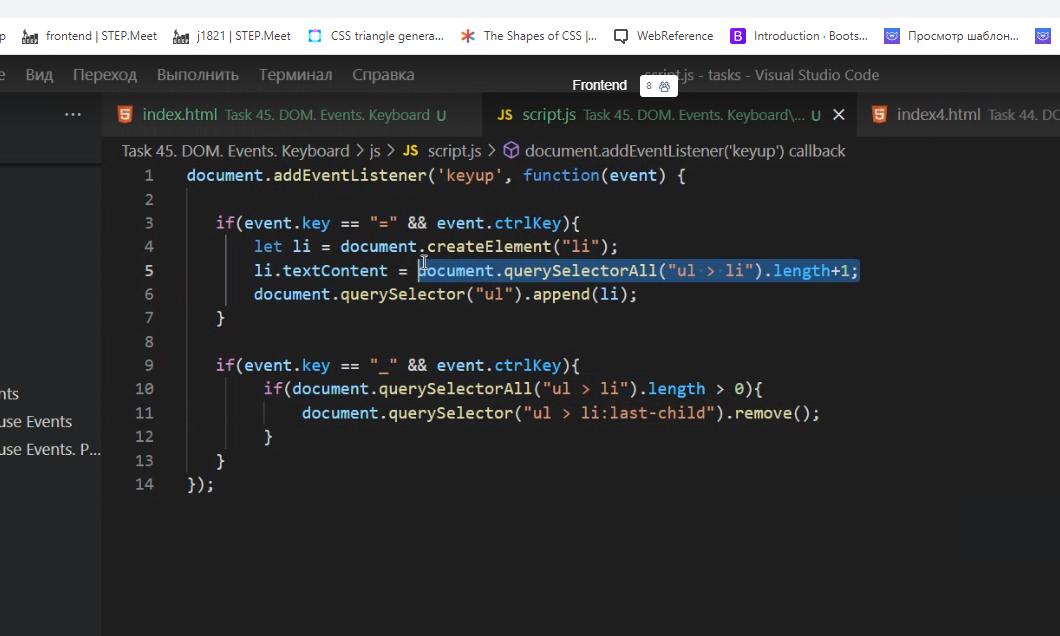 p frontend | STEP.Meet j1821 | STEP.Meet CSS triangle genera... The Shapes of CSS |... WebReference Introduction · Boots... Просмотр шаблон...
е Вид Переход Выполнить Терминал Справка script.js - tasks - Visual Studio Code
Frontend 8
... index.html Task 45. DOM. Events. Keyboard U JS script.js Task 45. DOM. Events. Keyboard\... U index4.html Task 44. DO
Task 45. DOM. Events. Keyboard > js > JS script.js > document.addEventListener('keyup') callback
1 document.addEventListener('keyup', function(event) {
2
3 if(event.key == "=" && event.ctrlKey){
4 let li = document.createElement("li");
5 li.textContent = document.querySelectorAll("ul > li").length+1;
6 document.querySelector("ul").append(li);
7 }
8
9 if(event.key == "_" && event.ctrlKey){
10 if(document.querySelectorAll("ul > li").length > 0){
11 document.querySelector("ul > li:last-child").remove();
12 }
13 }
14 });
nts
use Events
use Events. P...